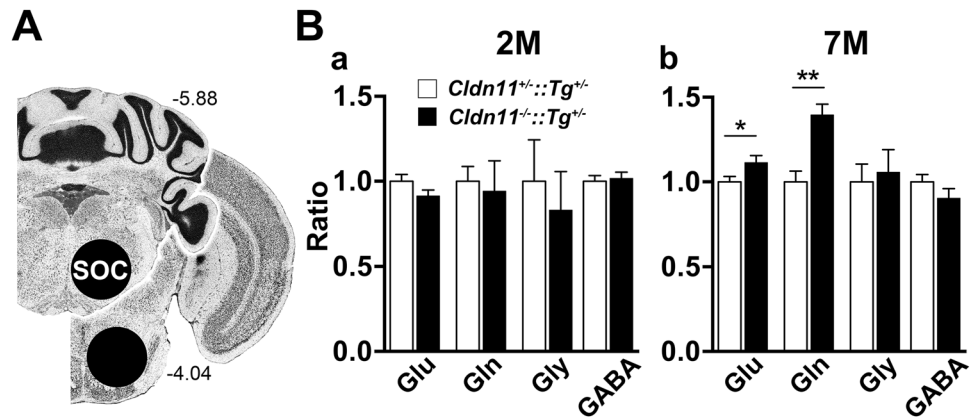 A
-5.88
SOC
-4.04
B
2M
a
Cldn11+/-::Tg+/-
Cldn11-/-::Tg+/-
Ratio
1.5
1.0
0.5
0.0
Glu
Gln
Gly
GABA
7M
b
*
**
1.5
1.0
0.5
0.0
Glu
Gln
Gly
GABA